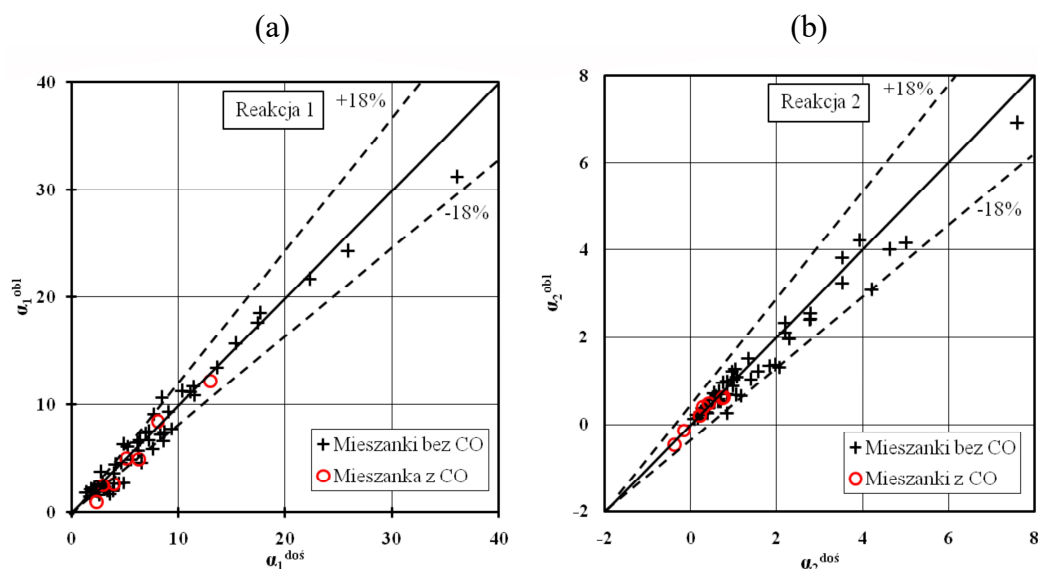 (a)
(b)
40
30
20
10
0
0
10
20
30
40
Reakcja 1
+18%
-18%
+Mieszanki bez CO
Mieszanka z CO
α₁ᵒᵇˡ
α₁ᵈᵒś
8
6
4
2
0
-2
-2
0
2
4
6
8
Reakcja 2
+18%
-18%
Mieszanki bez CO
Mieszanki z CO
α₂ᵒᵇˡ
α₂ᵈᵒś